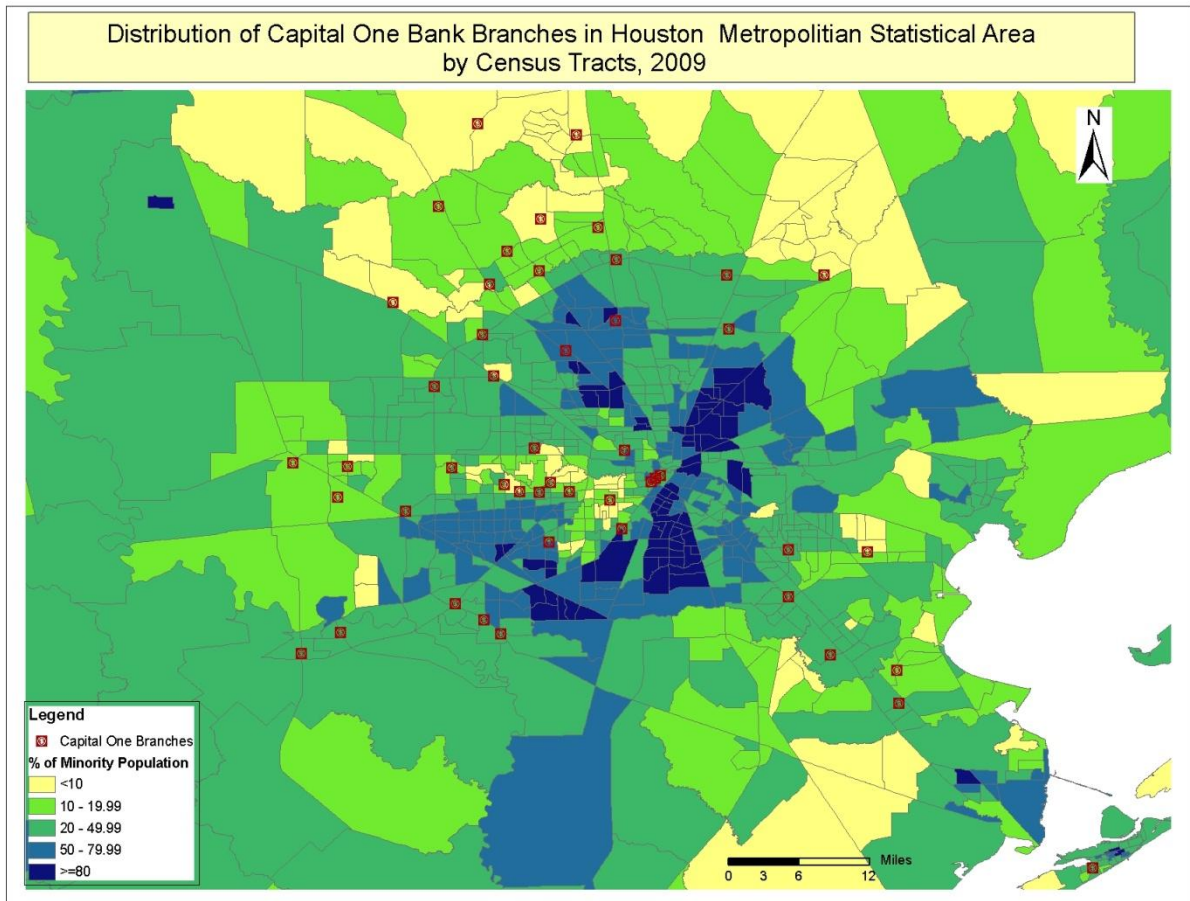 Distribution of Capital One Bank Branches in Houston Metropolitian Statistical Area
by Census Tracts, 2009
N
Legend
Capital One Branches
% of Minority Population
<10
10 - 19.99
20 - 49.99
50 - 79.99
>=80
Miles
0 3 6 12